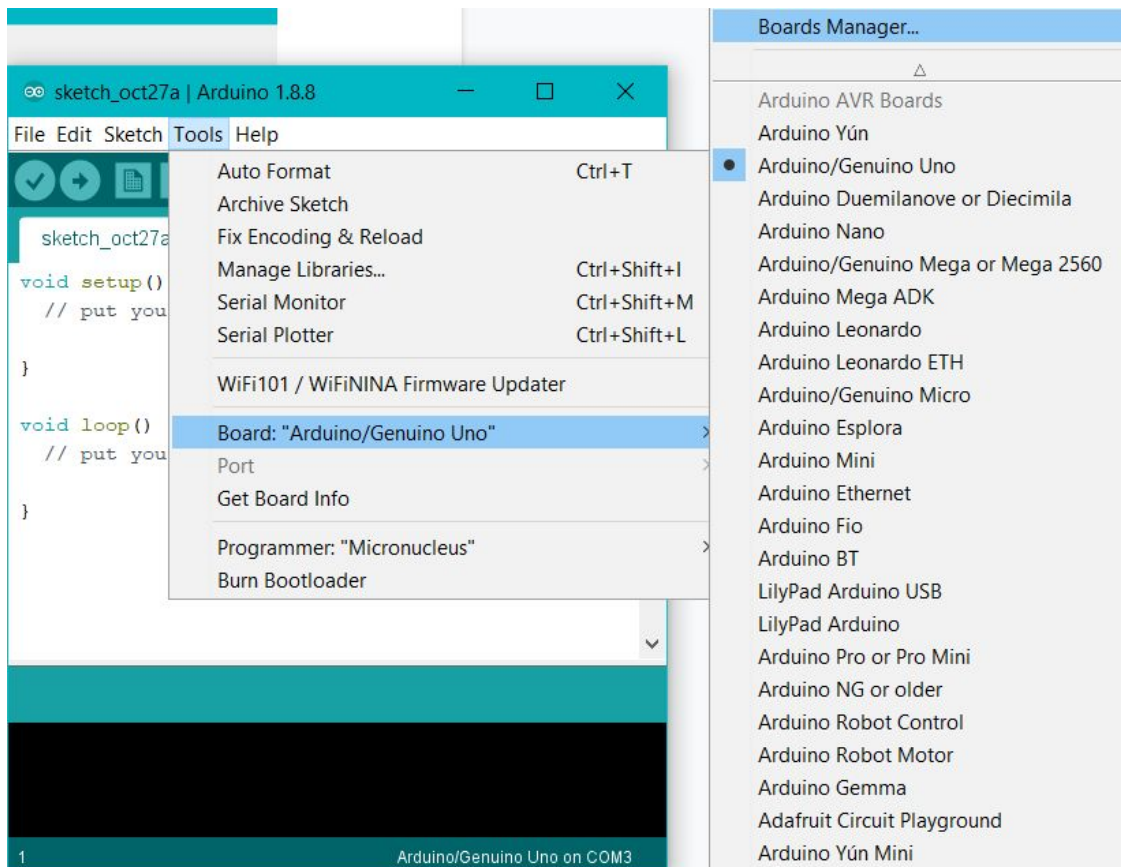 sketch_oct27a | Arduino 1.8.8
File Edit Sketch Tools Help
sketch_oct27a
void setup()
// put you
}
void loop()
// put you
}
Auto Format Ctrl+T
Archive Sketch
Fix Encoding & Reload
Manage Libraries... Ctrl+Shift+I
Serial Monitor Ctrl+Shift+M
Serial Plotter Ctrl+Shift+L
WiFi101 / WiFiNINA Firmware Updater
Board: "Arduino/Genuino Uno"
Port
Get Board Info
Programmer: "Micronucleus"
Burn Bootloader
1 Arduino/Genuino Uno on COM3
Boards Manager...
Arduino AVR Boards
Arduino Yún
Arduino/Genuino Uno
Arduino Duemilanove or Diecimila
Arduino Nano
Arduino/Genuino Mega or Mega 2560
Arduino Mega ADK
Arduino Leonardo
Arduino Leonardo ETH
Arduino/Genuino Micro
Arduino Esplora
Arduino Mini
Arduino Ethernet
Arduino Fio
Arduino BT
LilyPad Arduino USB
LilyPad Arduino
Arduino Pro or Pro Mini
Arduino NG or older
Arduino Robot Control
Arduino Robot Motor
Arduino Gemma
Adafruit Circuit Playground
Arduino Yún Mini